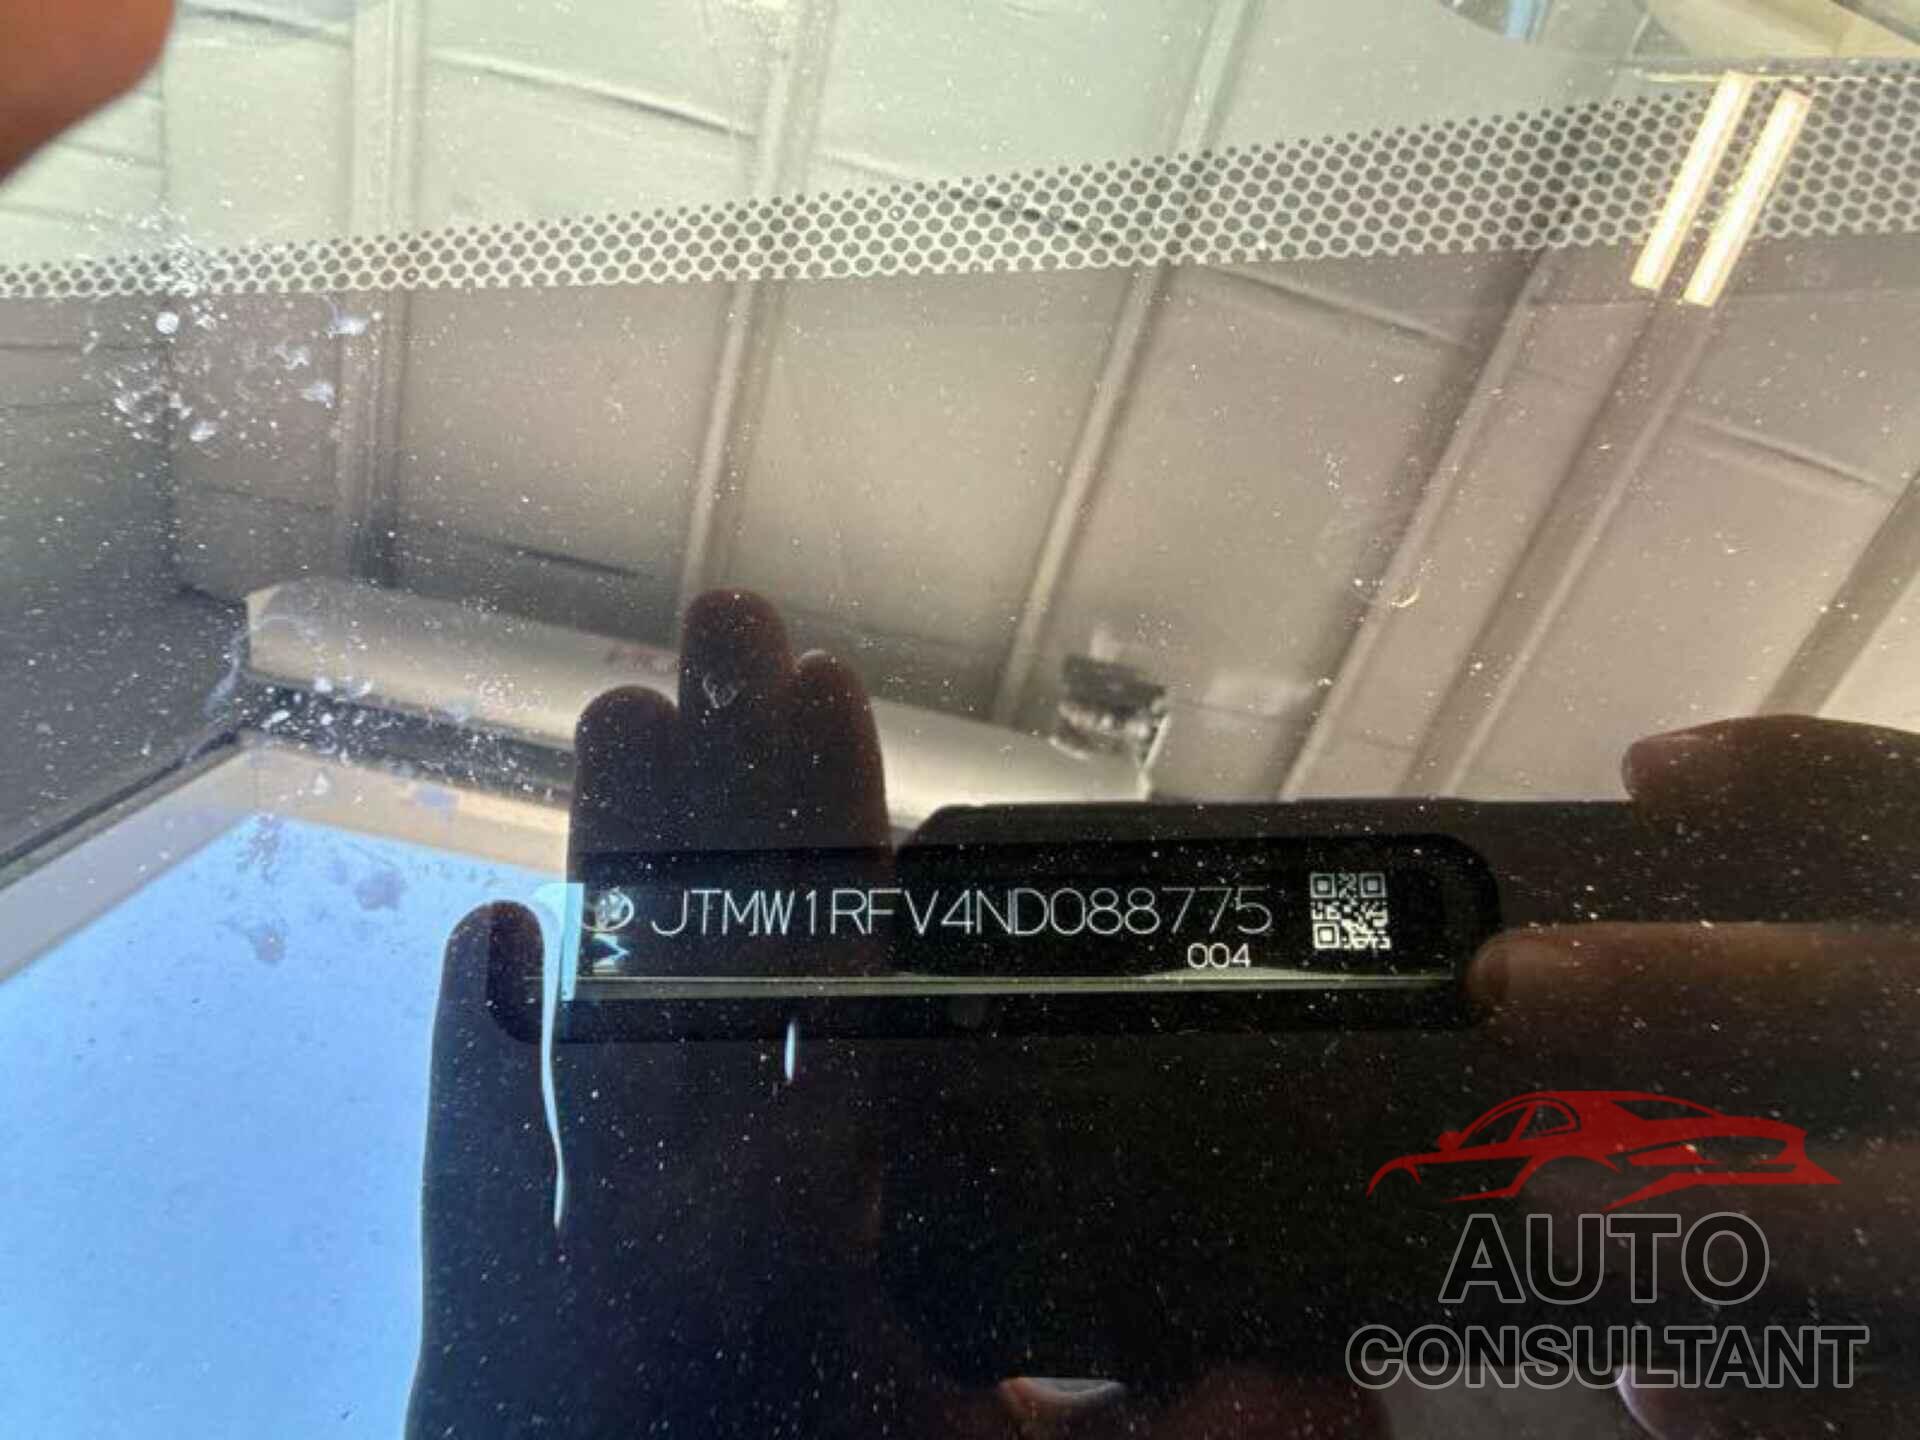 JTMW1RFV4ND088775
004
AUTO
CONSULTANT